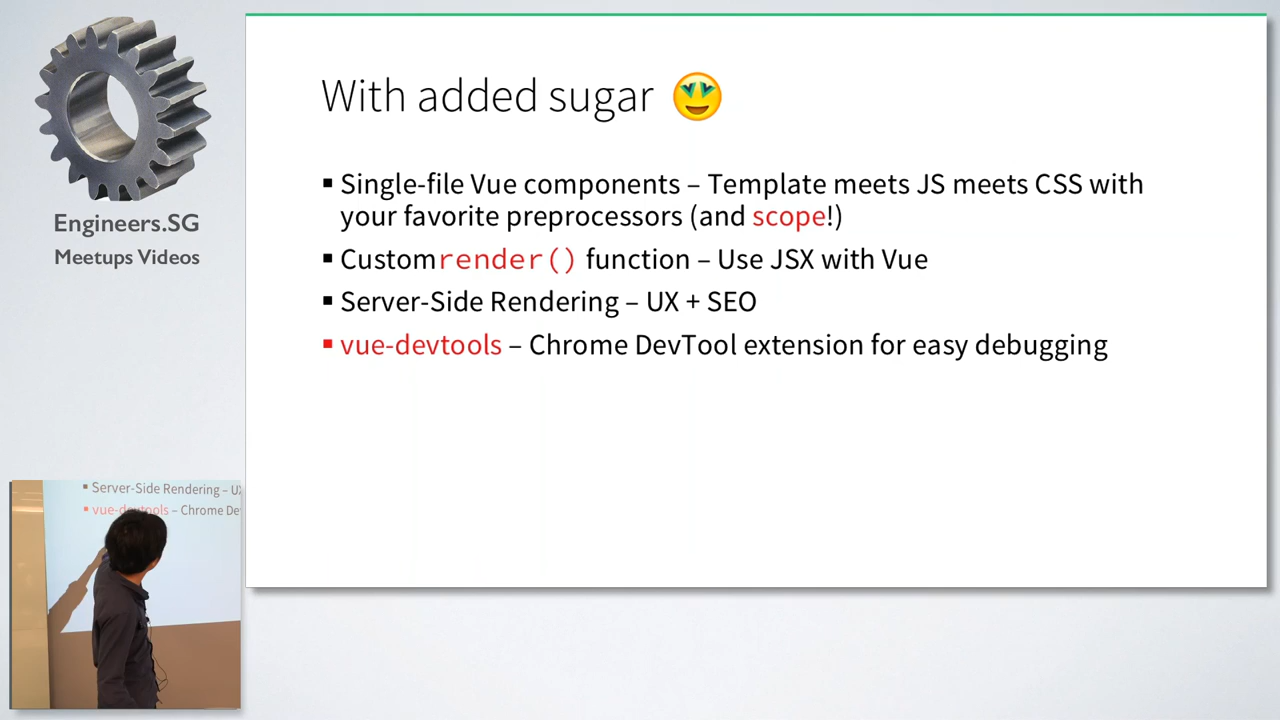 Engineers.SG
Meetups Videos
With added sugar
▪ Single-file Vue components – Template meets JS meets CSS with
your favorite preprocessors (and scope!)
▪ Custom render() function – Use JSX with Vue
▪ Server-Side Rendering – UX + SEO
▪ vue-devtools – Chrome DevTool extension for easy debugging
▪ Server-Side Rendering – UX
▪ vue-devtools – Chrome De